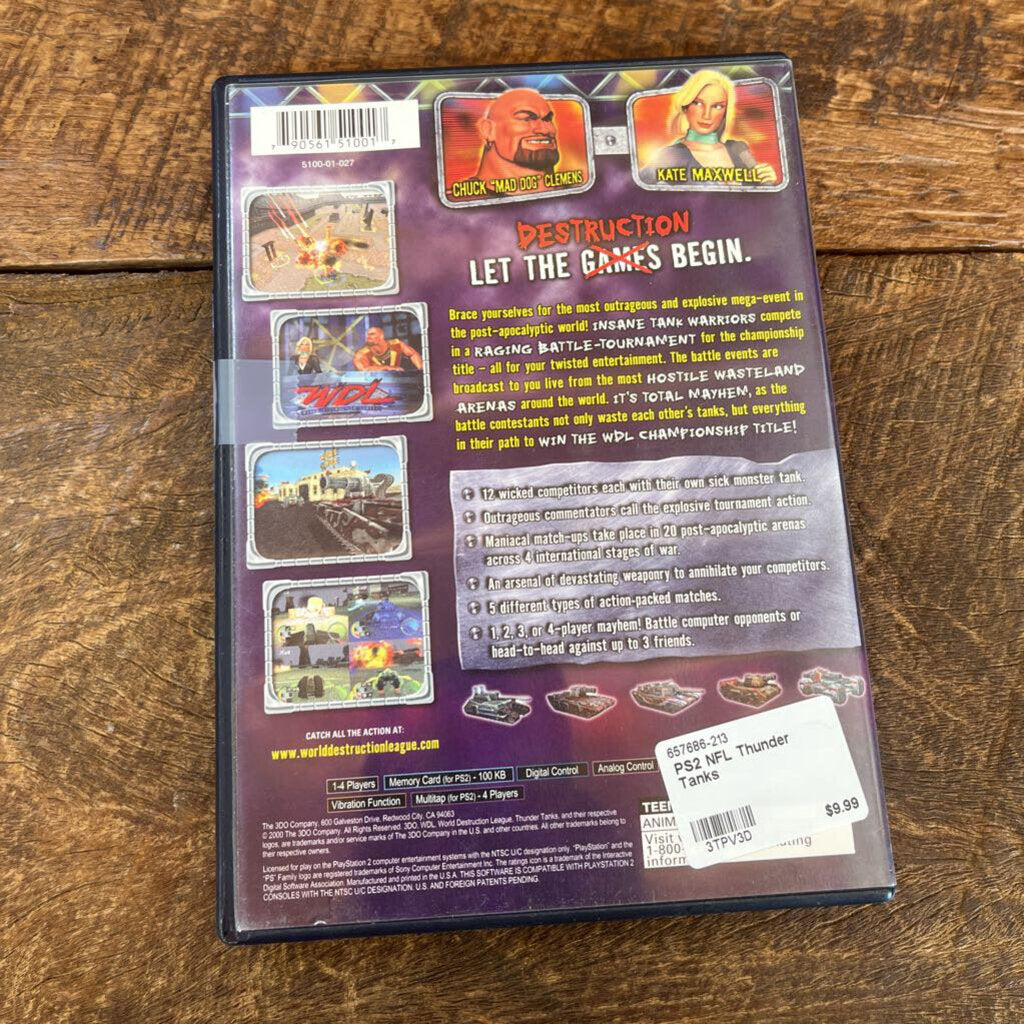 7 90561 51001 7
5100-01-027
CHUCK "MAD DOG" CLEMENS
KATE MAXWELL
DESTRUCTION
LET THE GAMES BEGIN.
Brace yourselves for the most outrageous and explosive mega-event in
the post-apocalyptic world! INSANE TANK WARRIORS compete
in a RAGING BATTLE-TOURNAMENT for the championship
title – all for your twisted entertainment. The battle events are
broadcast to you live from the most HOSTILE WASTELAND
ARENAS around the world. IT'S TOTAL MAYHEM, as the
battle contestants not only waste each other's tanks, but everything
in their path to WIN THE WDL CHAMPIONSHIP TITLE!
WDL
12 wicked competitors each with their own sick monster tank.
Outrageous commentators call the explosive tournament action.
Maniacal match-ups take place in 20 post-apocalyptic arenas
across 4 international stages of war.
An arsenal of devastating weaponry to annihilate your competitors.
5 different types of action-packed matches.
1, 2, 3, or 4-player mayhem! Battle computer opponents or
head-to-head against up to 3 friends.
CATCH ALL THE ACTION AT:
www.worlddestructionleague.com
1-4 Players
Memory Card (for PS2) - 100 KB
Digital Control
Analog Control
Vibration Function
Multitap (for PS2) - 4 Players
The 3DO Company, 600 Galveston Drive, Redwood City, CA 94063
© 2000 The 3DO Company. All Rights Reserved. 3DO, WDL, World Destruction League, Thunder Tanks, and their respective
logos, are trademarks and/or service marks of The 3DO Company in the U.S. and other countries. All other trademarks belong to
their respective owners.
Licensed for play on the PlayStation 2 computer entertainment systems with the NTSC U/C designation only. "PlayStation" and the
"PS" Family logo are registered trademarks of Sony Computer Entertainment Inc. The ratings icon is a trademark of the Interactive
Digital Software Association. Manufactured and printed in the U.S.A. THIS SOFTWARE IS COMPATIBLE WITH PLAYSTATION 2
CONSOLES WITH THE NTSC U/C DESIGNATION. U.S. AND FOREIGN PATENTS PENDING.
657686-213
PS2 NFL Thunder
Tanks
$9.99
3TPV3D
TEEN
ANIM
Visit
1-800-
inform